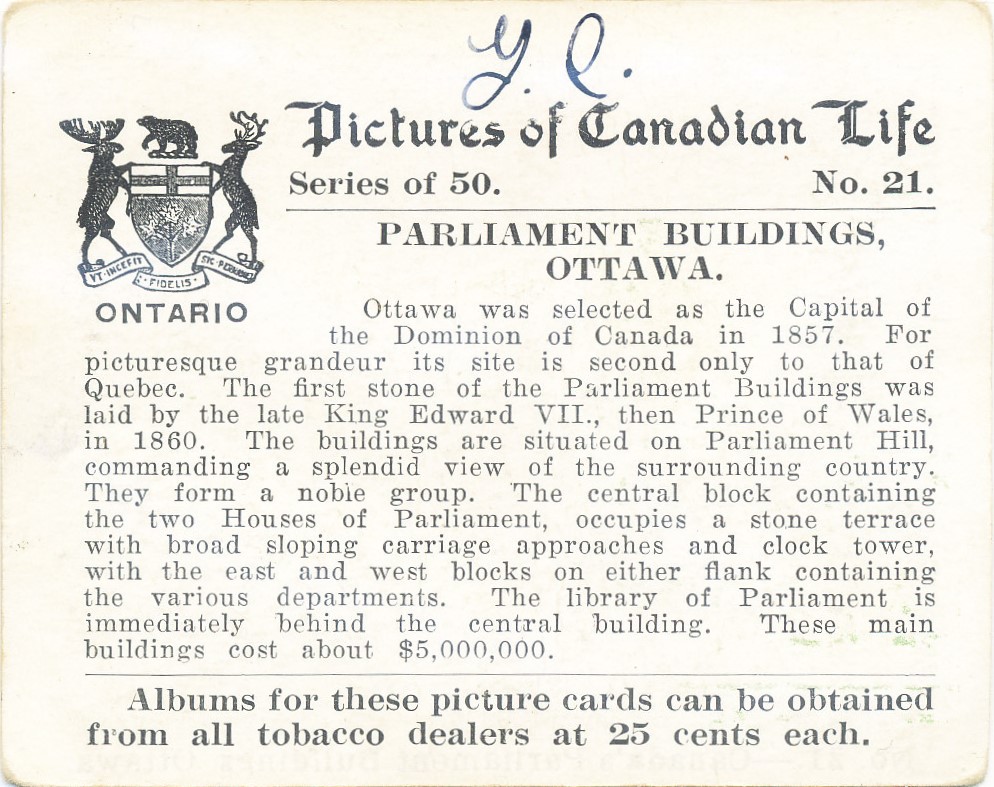 Y. C.
Pictures of Canadian Life
Series of 50. No. 21.
VT·INCEPIT
·FIDELIS·
SIC·PERMANET
ONTARIO
PARLIAMENT BUILDINGS,
OTTAWA.
Ottawa was selected as the Capital of
the Dominion of Canada in 1857. For
picturesque grandeur its site is second only to that of
Quebec. The first stone of the Parliament Buildings was
laid by the late King Edward VII., then Prince of Wales,
in 1860. The buildings are situated on Parliament Hill,
commanding a splendid view of the surrounding country.
They form a noble group. The central block containing
the two Houses of Parliament, occupies a stone terrace
with broad sloping carriage approaches and clock tower,
with the east and west blocks on either flank containing
the various departments. The library of Parliament is
immediately behind the central building. These main
buildings cost about $5,000,000.
Albums for these picture cards can be obtained
from all tobacco dealers at 25 cents each.